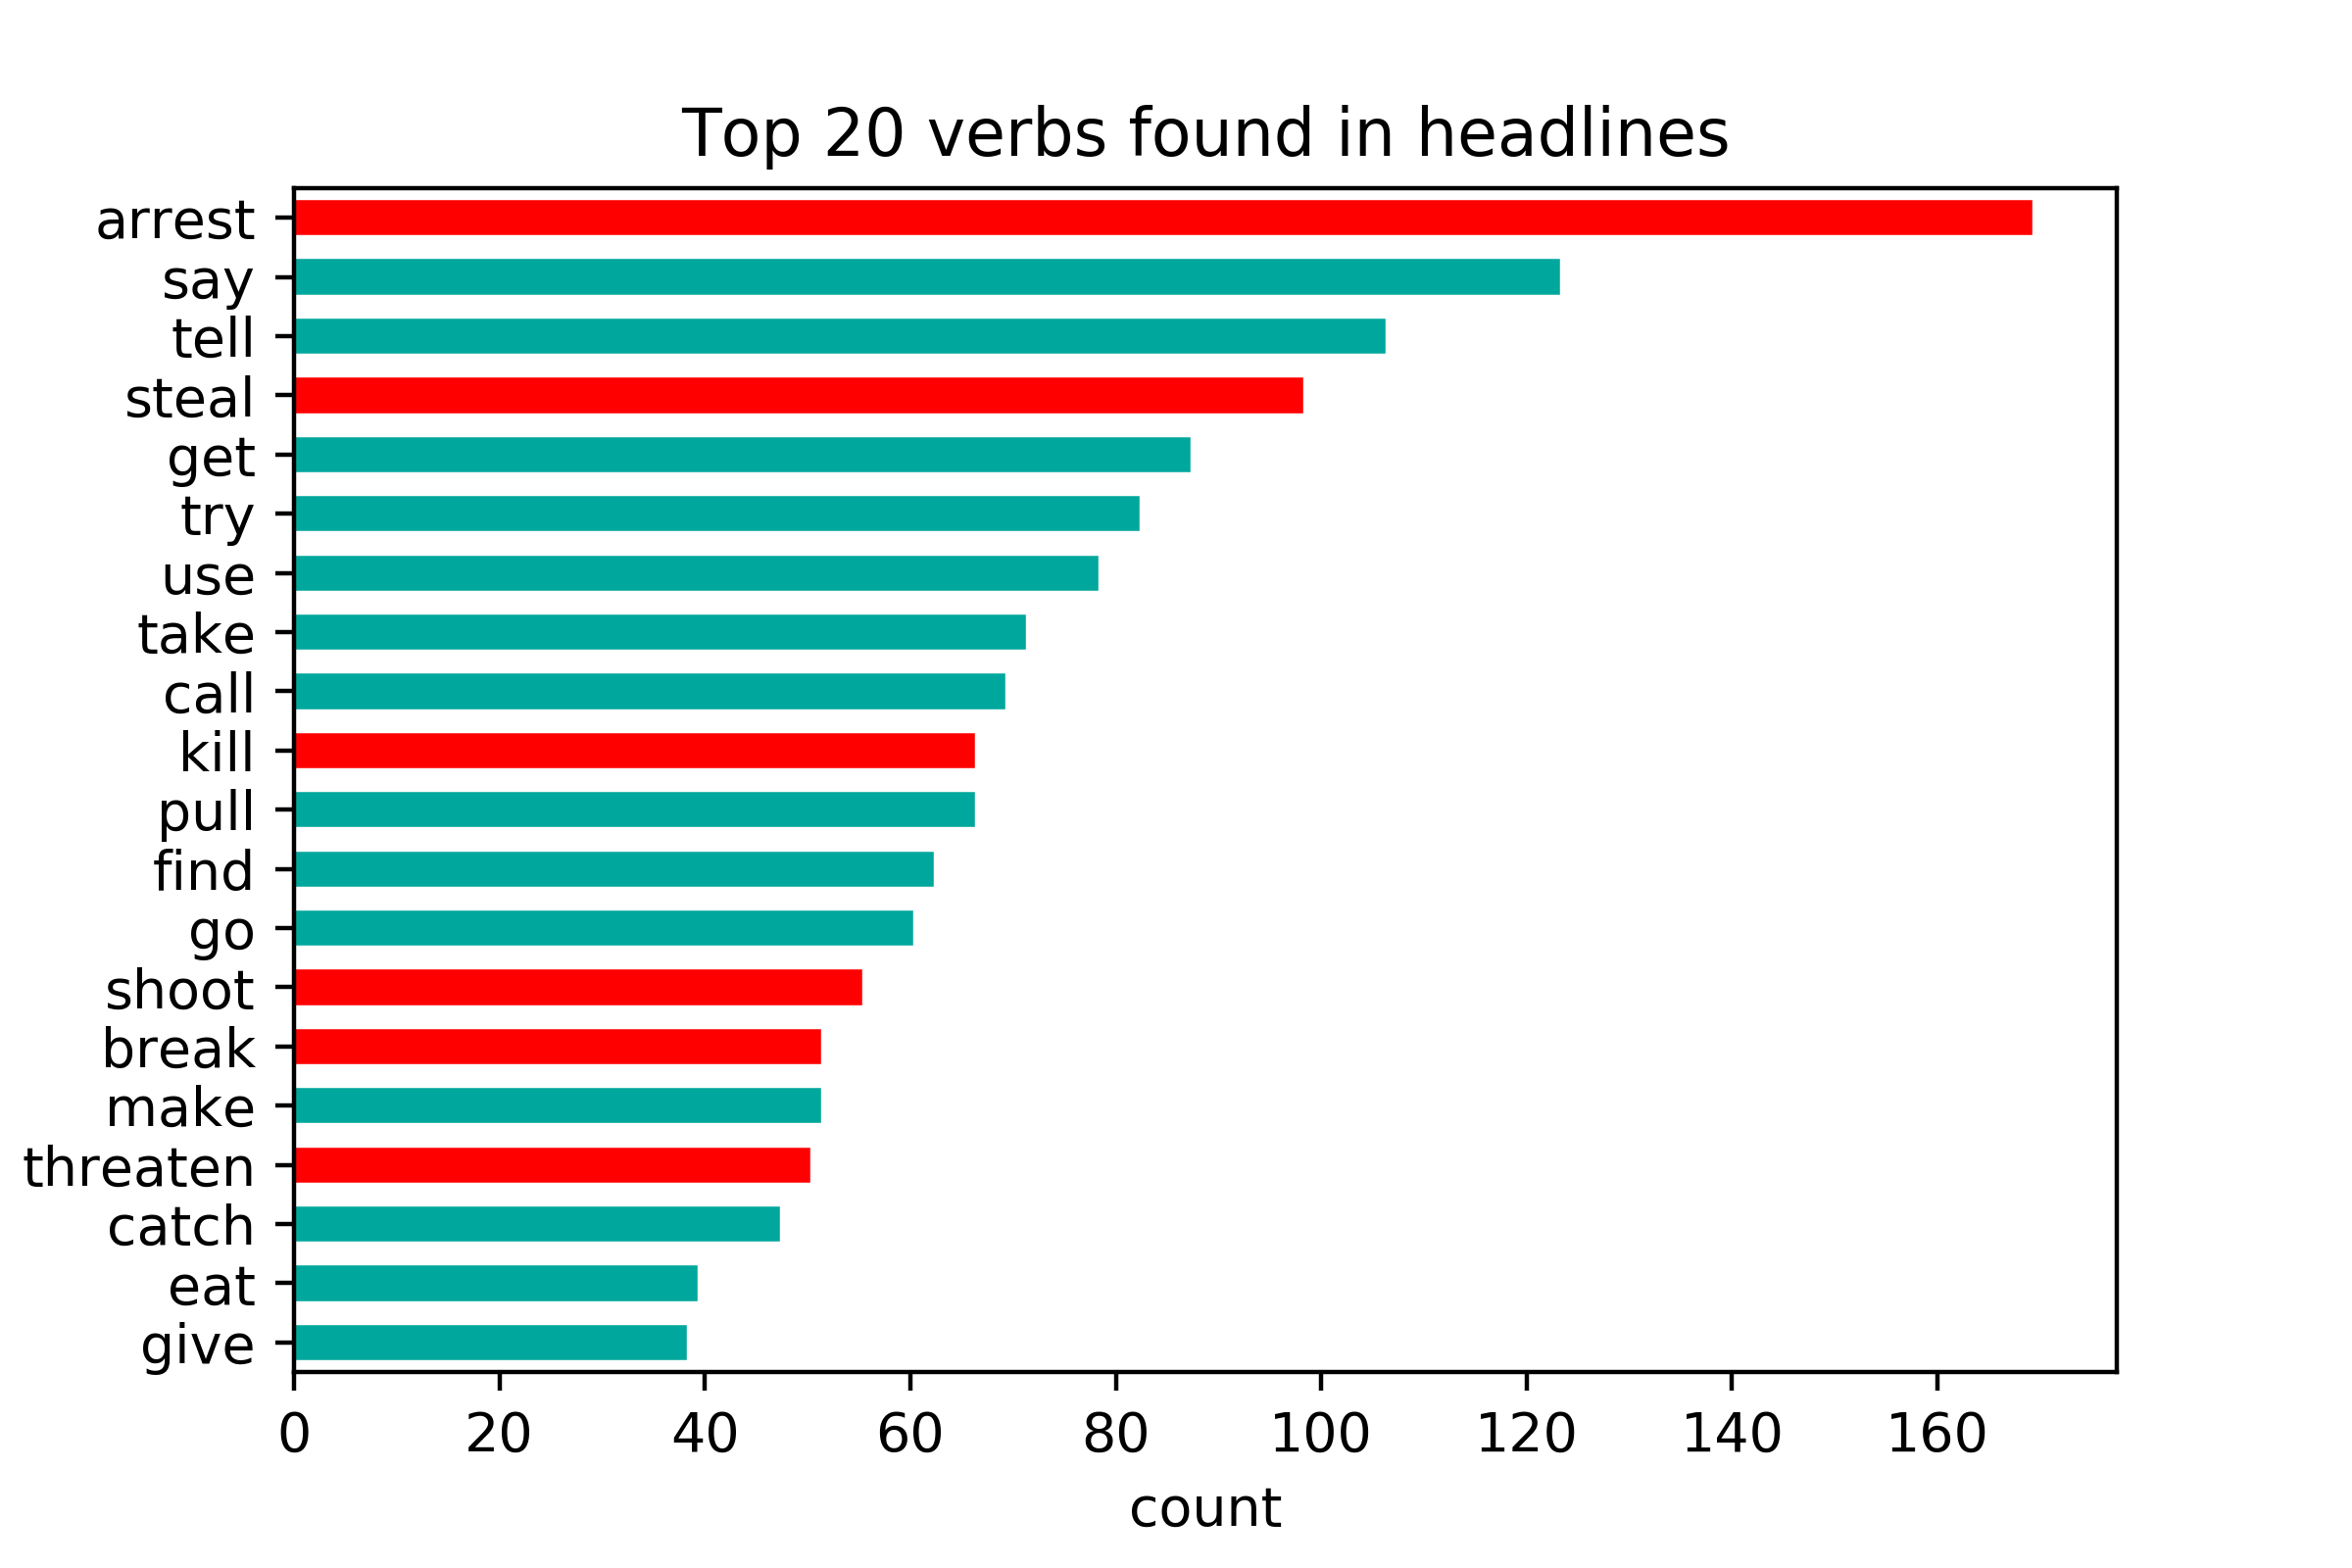 Top 20 verbs found in headlines
arrest
say
tell
steal
get
try
use
take
call
kill
pull
find
go
shoot
break
make
threaten
catch
eat
give
0 20 40 60 80 100 120 140 160
count